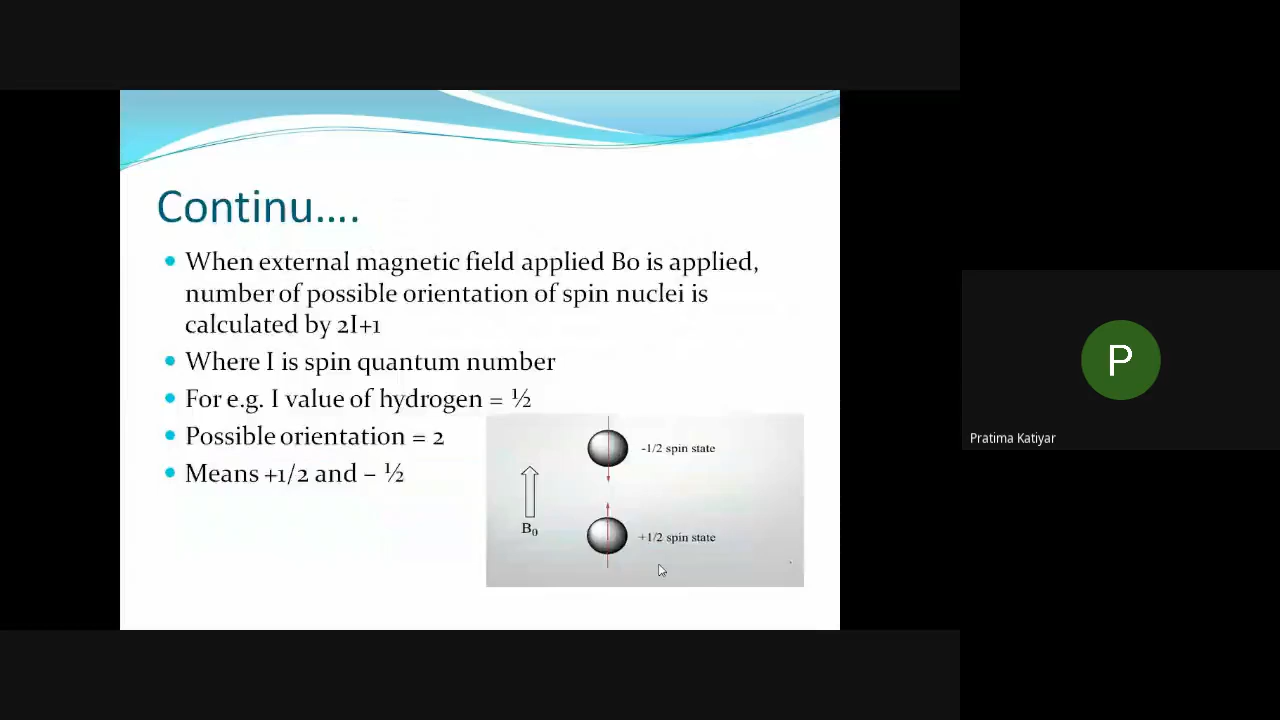 Continu....
When external magnetic field applied Bo is applied,
number of possible orientation of spin nuclei is
calculated by 2I+1
Where I is spin quantum number
For e.g. I value of hydrogen = ½
Possible orientation = 2
Means +1/2 and – ½
-1/2 spin state
B₀
+1/2 spin state
P
Pratima Katiyar